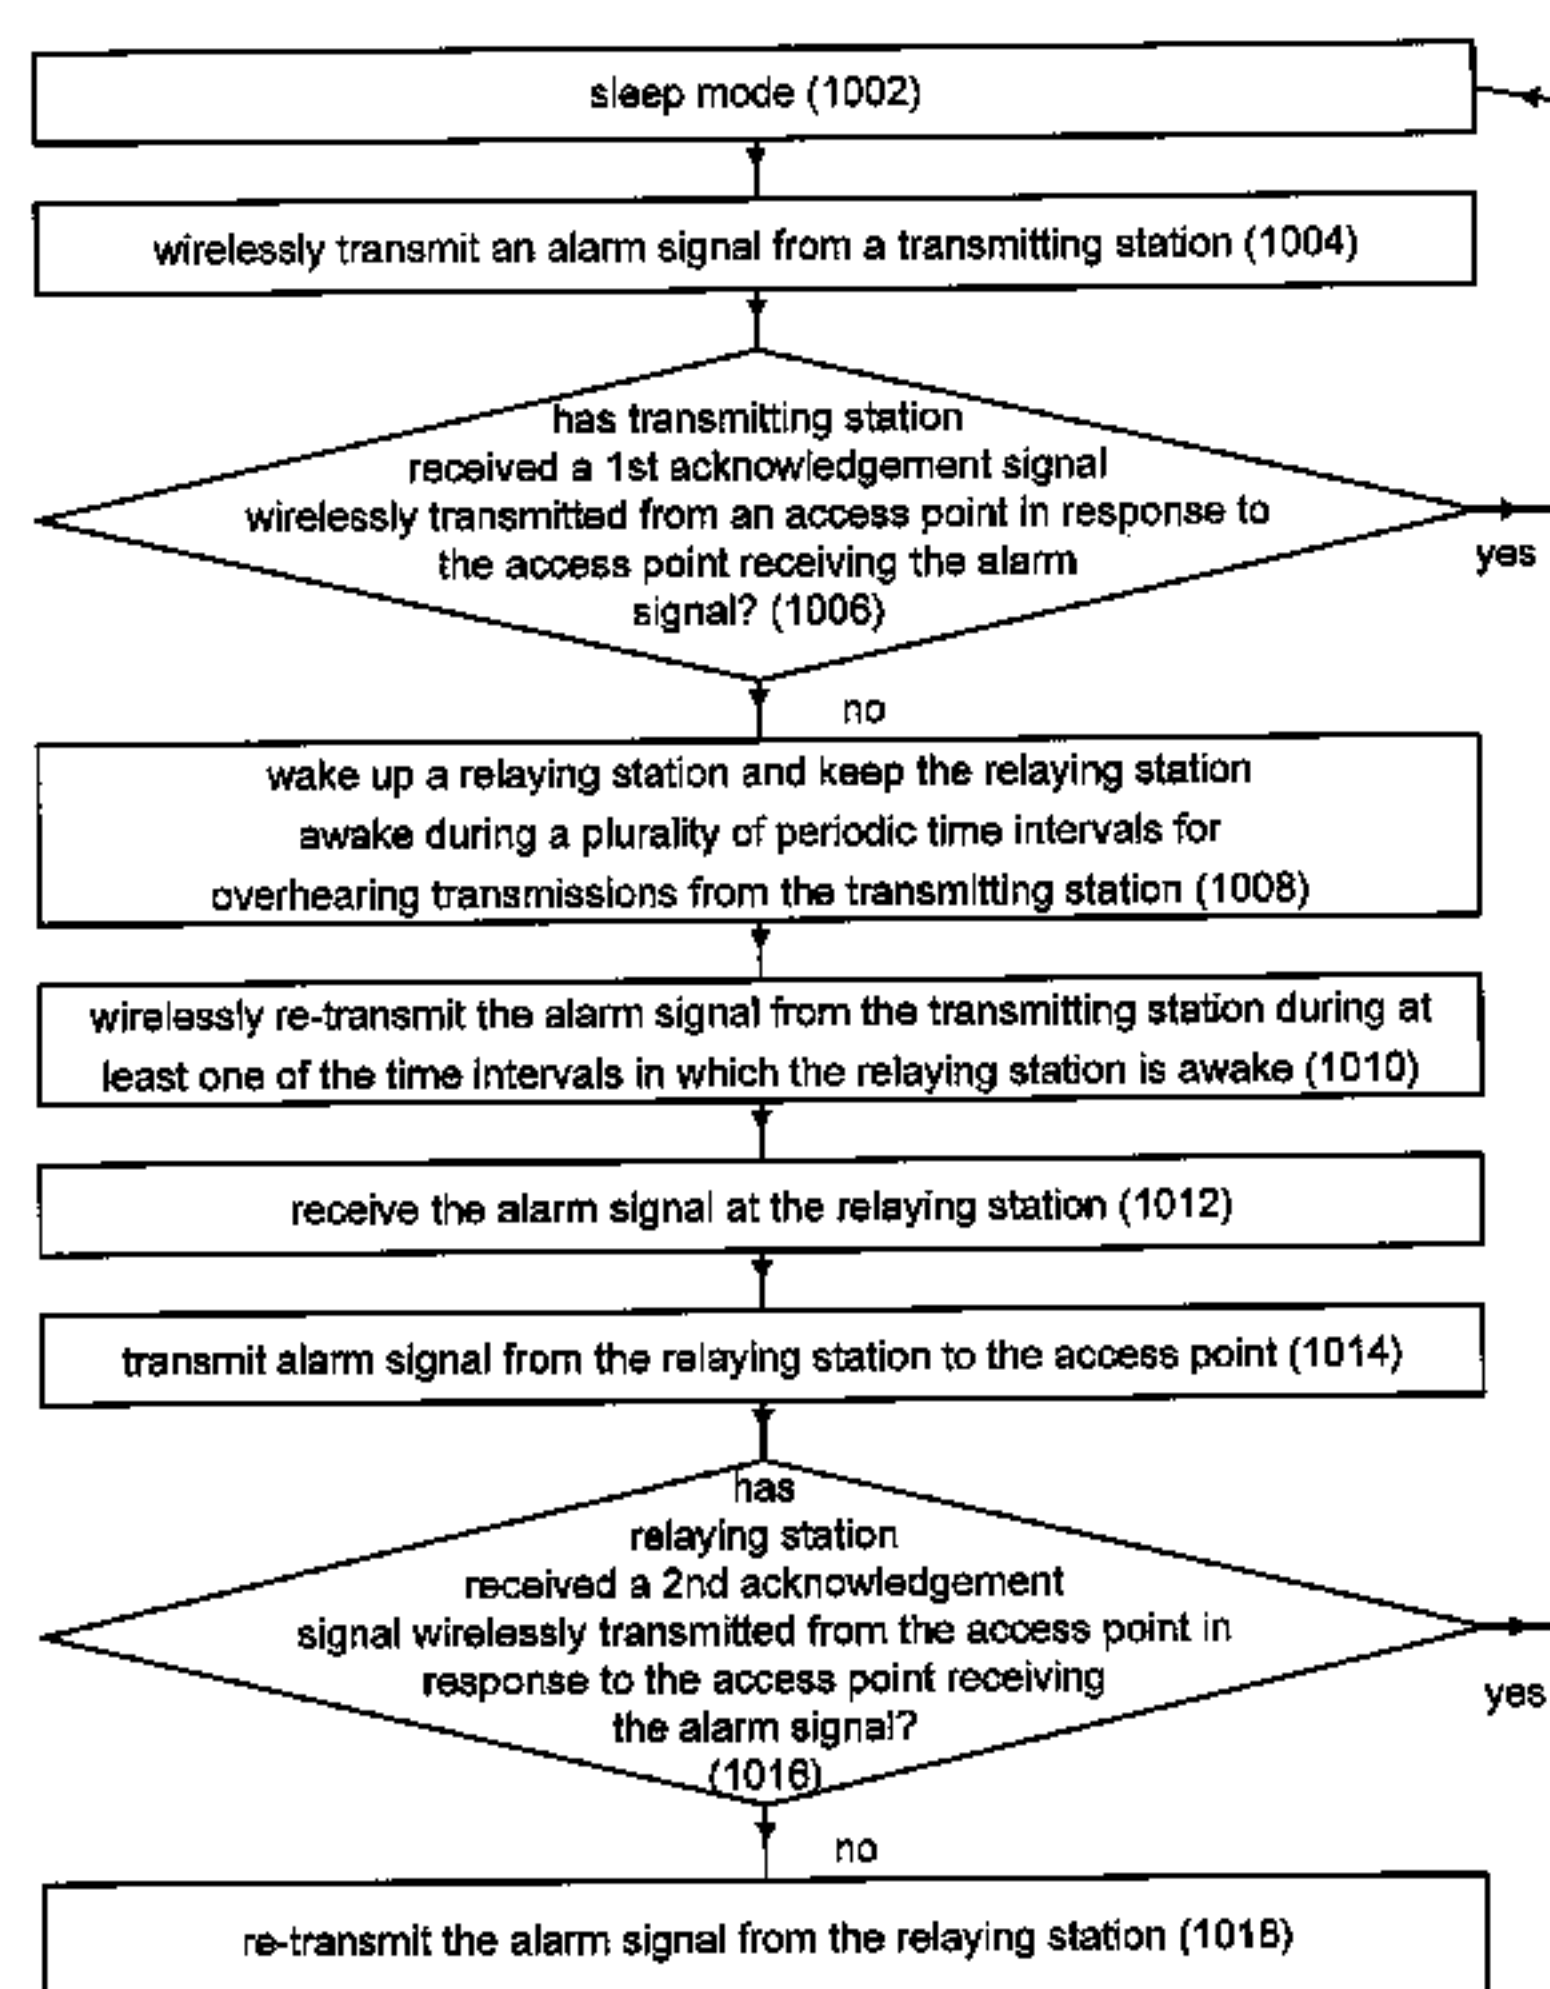 sleep mode (1002)
wirelessly transmit an alarm signal from a transmitting station (1004)
has transmitting station
received a 1st acknowledgement signal
wirelessly transmitted from an access point in response to
the access point receiving the alarm
signal? (1006)
yes
no
wake up a relaying station and keep the relaying station
awake during a plurality of periodic time intervals for
overhearing transmissions from the transmitting station (1008)
wirelessly re-transmit the alarm signal from the transmitting station during at
least one of the time intervals in which the relaying station is awake (1010)
receive the alarm signal at the relaying station (1012)
transmit alarm signal from the relaying station to the access point (1014)
has
relaying station
received a 2nd acknowledgement
signal wirelessly transmitted from the access point in
response to the access point receiving
the alarm signal?
(1016)
yes
no
re-transmit the alarm signal from the relaying station (1018)